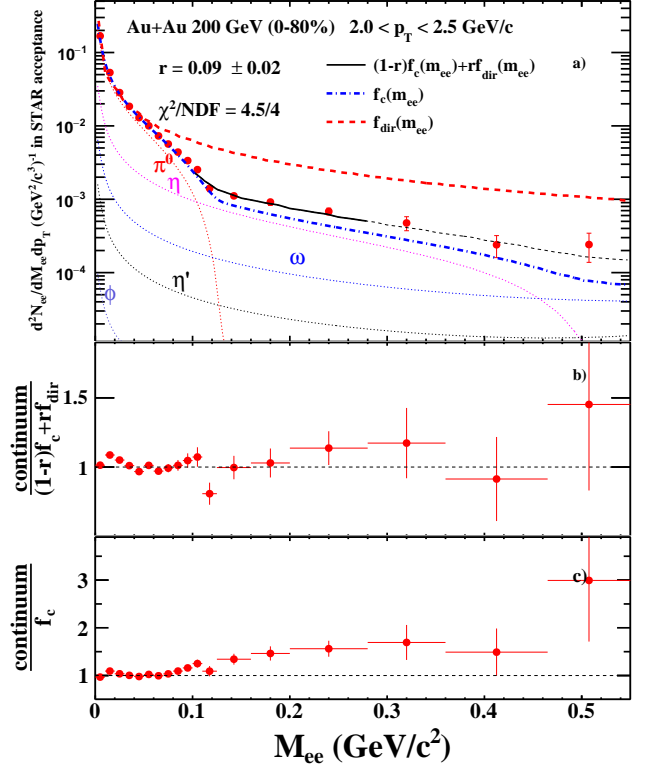 Au+Au 200 GeV (0-80%) 2.0 < p_T < 2.5 GeV/c
r = 0.09 ± 0.02
χ²/NDF = 4.5/4
(1-r)f_c(m_ee)+rf_dir(m_ee)
f_c(m_ee)
f_dir(m_ee)
a)
d²N_ee/dM_ee dp_T (GeV²/c³)⁻¹ in STAR acceptance
10⁻¹
10⁻²
10⁻³
10⁻⁴
π⁰
η
ω
η'
ϕ
b)
continuum
(1-r)f_c+rf_dir
1.5
1
c)
continuum
f_c
3
2
1
0 0.1 0.2 0.3 0.4 0.5
M_ee (GeV/c²)